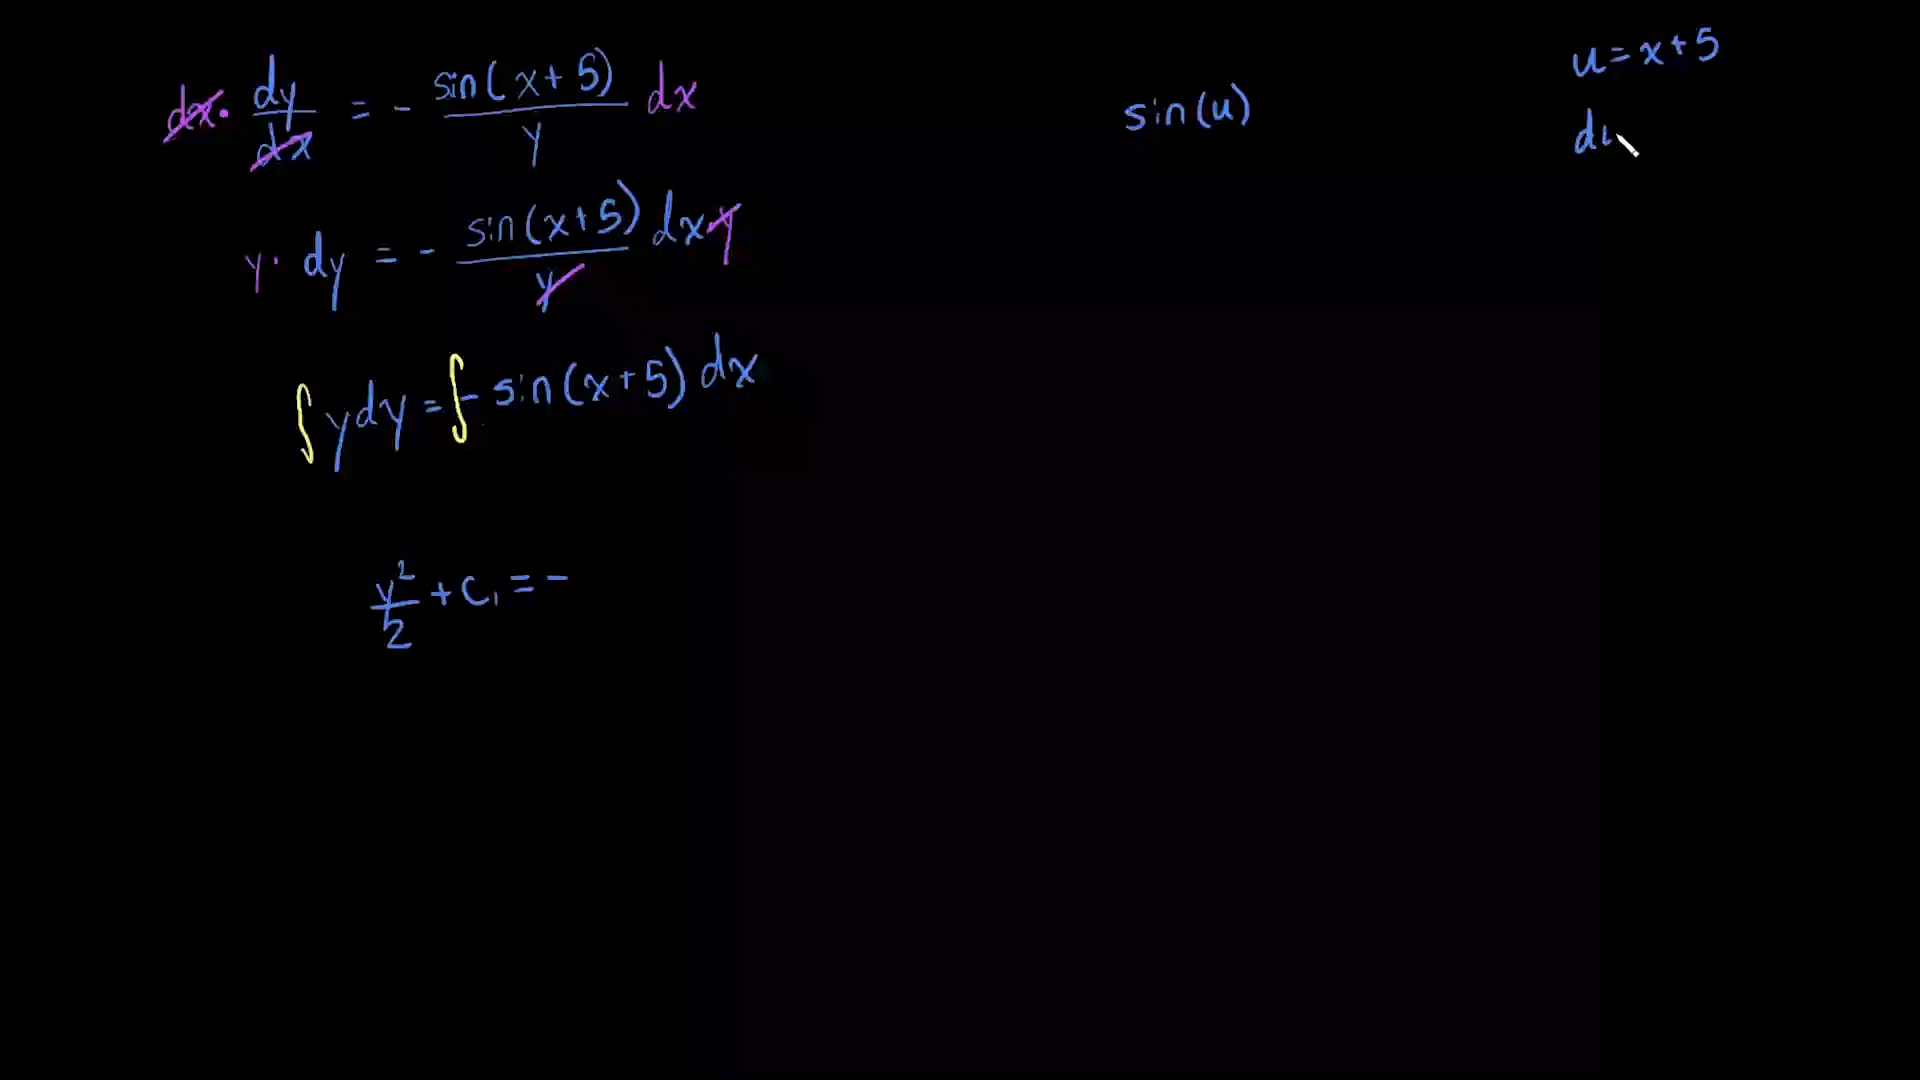 dx · dy/dx = - sin(x+5)/y dx
y · dy = - sin(x+5)/y dx y
∫ y dy = ∫ - sin(x+5) dx
y²/2 + C₁ = -
sin(u)
u = x+5
du